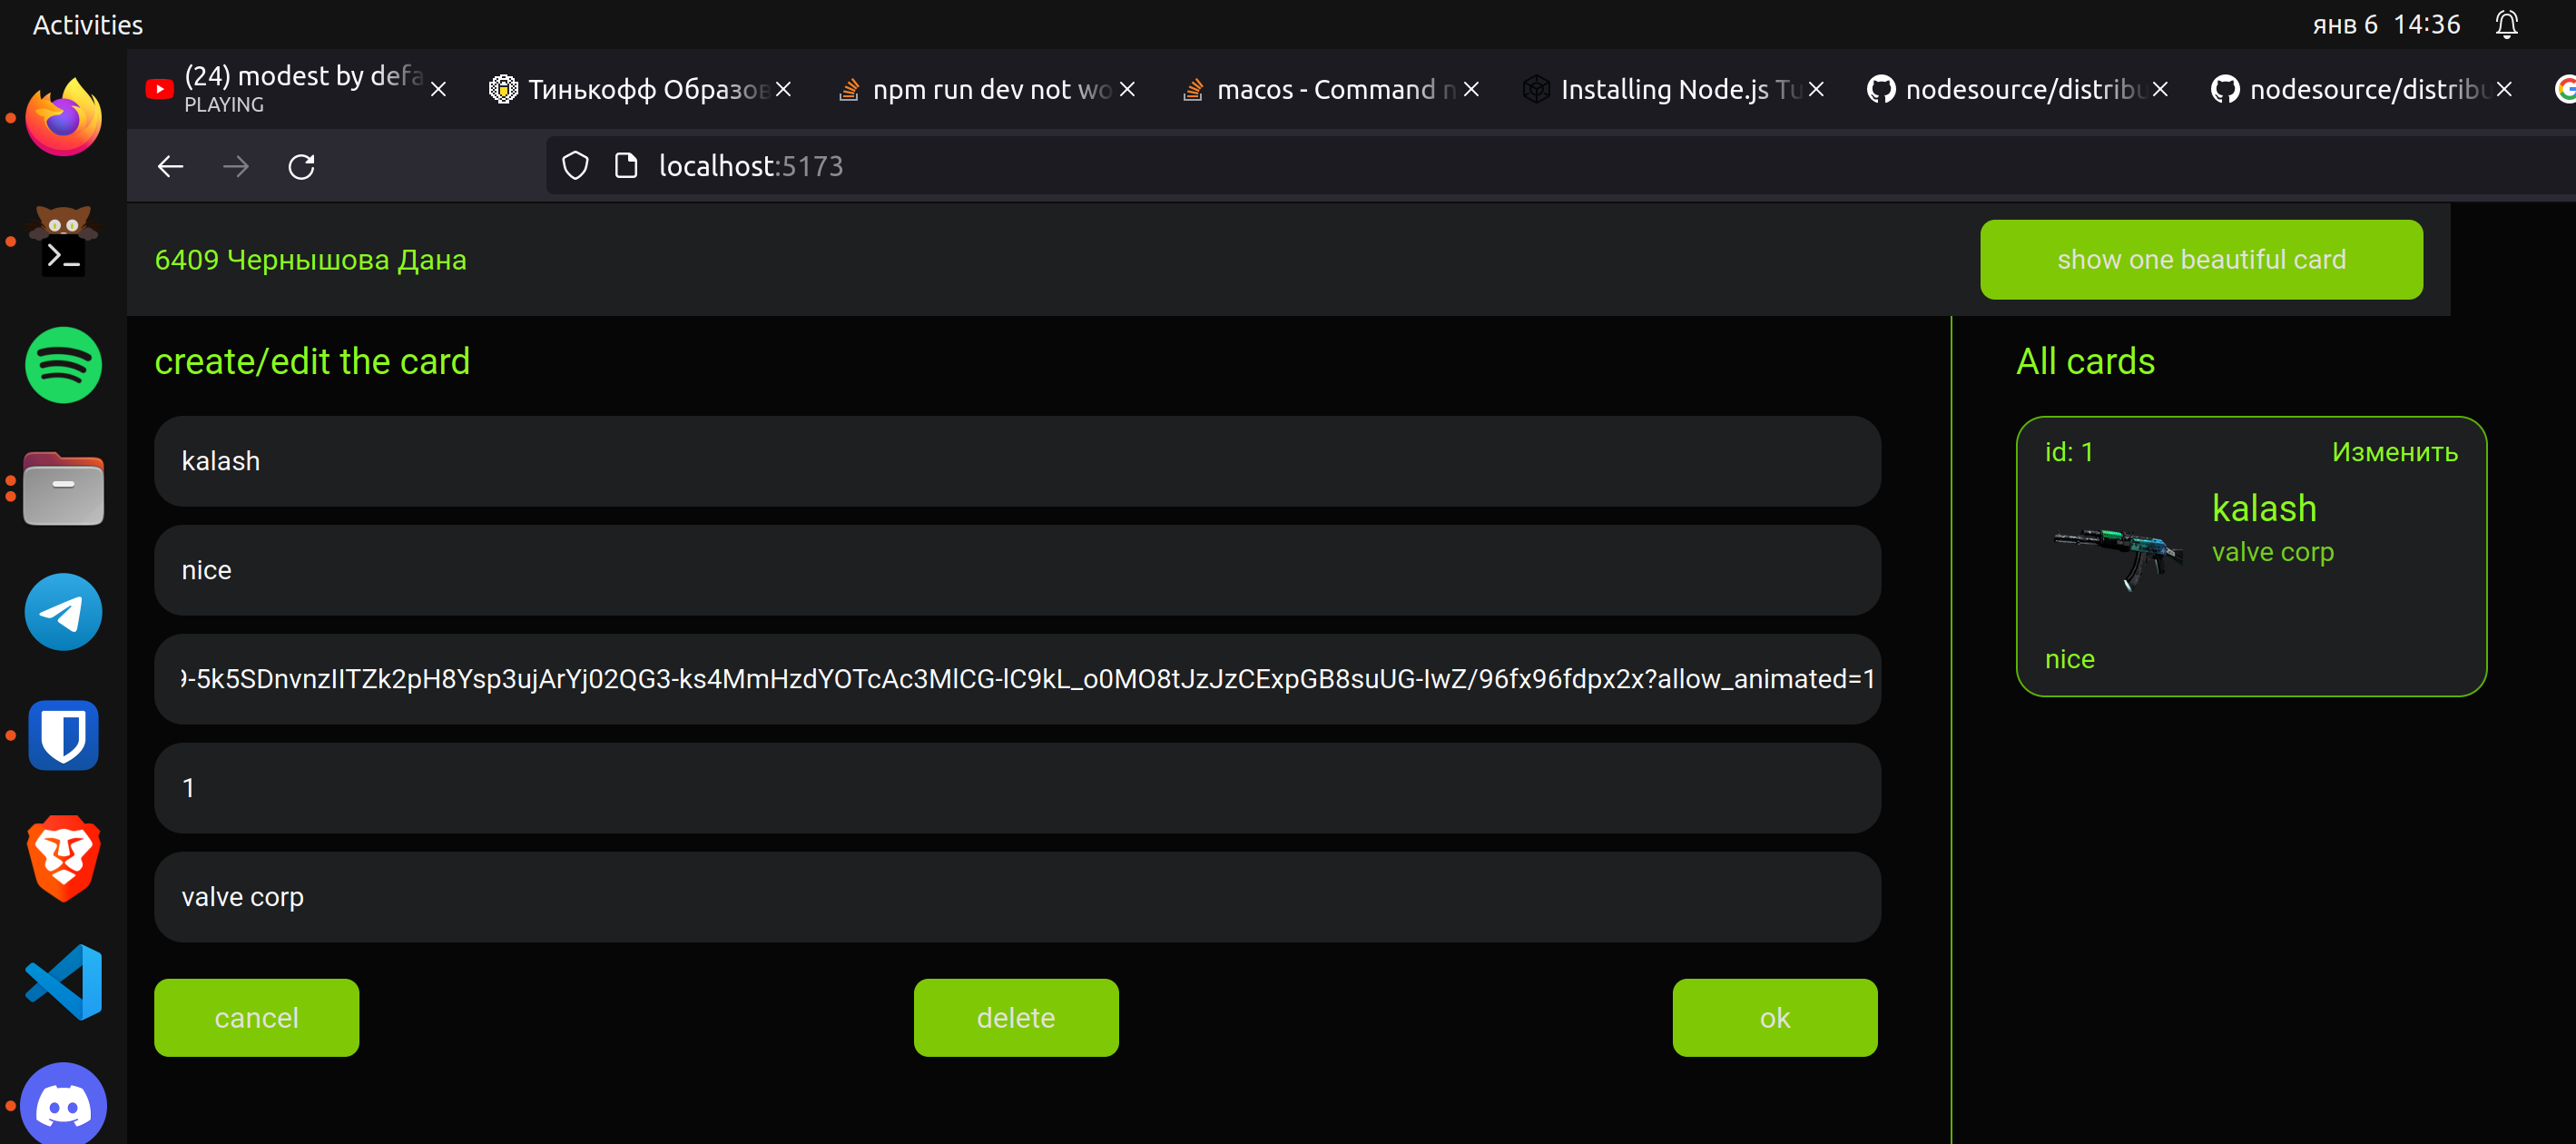 Activities
янв 6 14:36
(24) modest by defa
PLAYING
Тинькофф Образов
npm run dev not wo
macos - Command n
Installing Node.js Tu
nodesource/distribu
nodesource/distribu
localhost:5173
6409 Чернышова Дана
show one beautiful card
create/edit the card
kalash
nice
9-5k5SDnvnzIITZk2pH8Ysp3ujArYj02QG3-ks4MmHzdYOTcAc3MlCG-lC9kL_o0MO8tJzJzCExpGB8suUG-lwZ/96fx96fdpx2x?allow_animated=1
1
valve corp
cancel
delete
ok
All cards
id: 1
Изменить
kalash
valve corp
nice